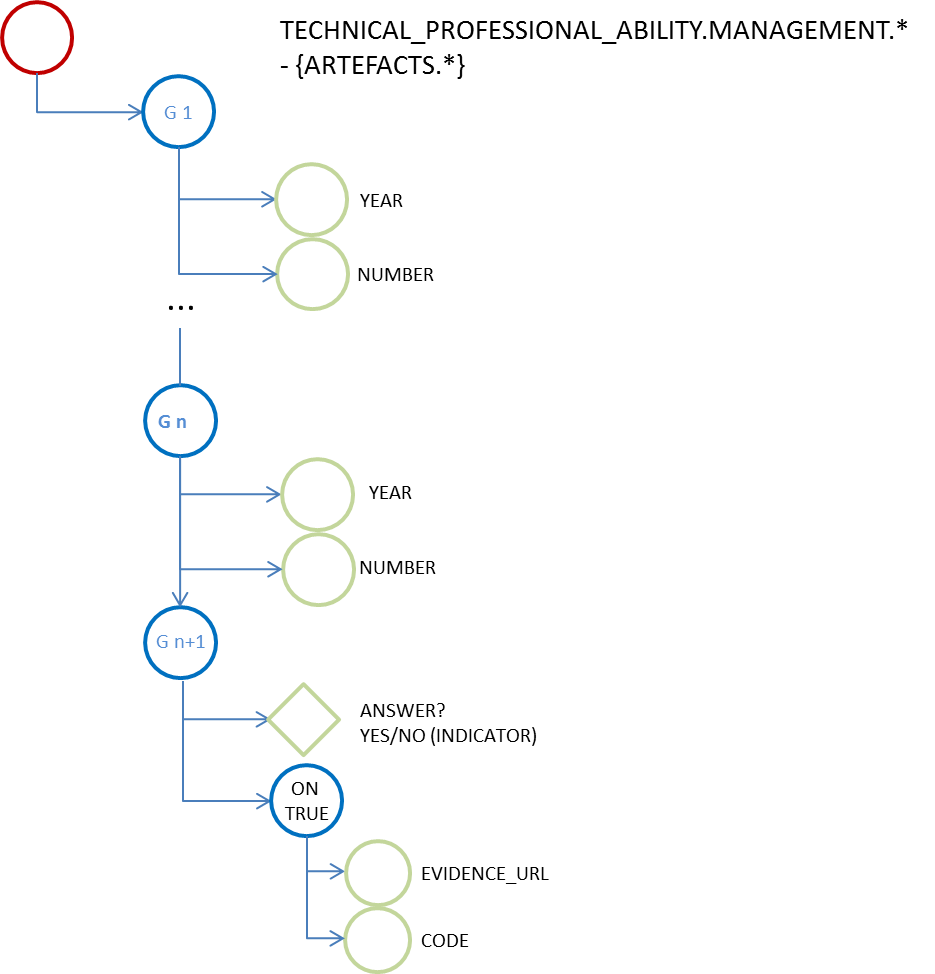 TECHNICAL_PROFESSIONAL_ABILITY.MANAGEMENT.*
- {ARTEFACTS.*}
G 1
YEAR
NUMBER
...
G n
YEAR
NUMBER
G n+1
ANSWER?
YES/NO (INDICATOR)
ON
TRUE
EVIDENCE_URL
CODE